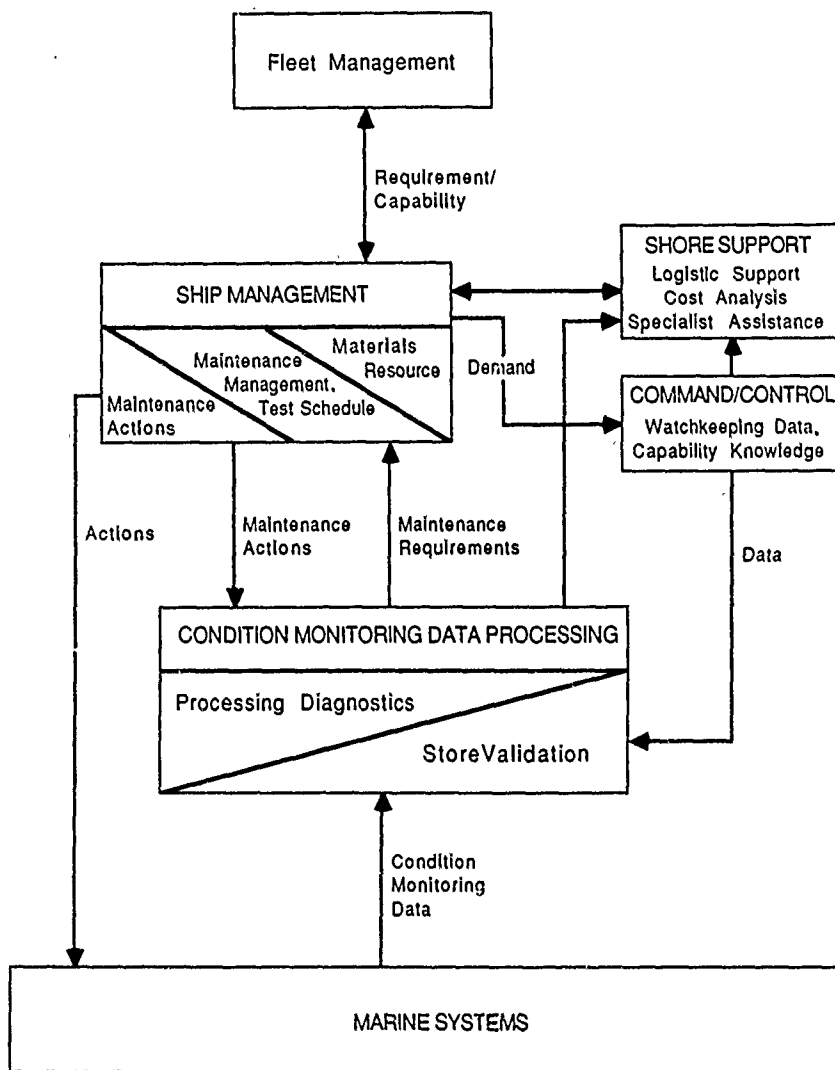 Fleet Management
Requirement/
Capability
SHORE SUPPORT
Logistic Support
Cost Analysis
Specialist Assistance
SHIP MANAGEMENT
Materials
Resource
Maintenance
Management.
Test Schedule
Maintenance
Actions
Demand
COMMAND/CONTROL
Watchkeeping Data.
Capability Knowledge
Actions
Maintenance
Actions
Maintenance
Requirements
Data
CONDITION MONITORING DATA PROCESSING
Processing Diagnostics
StoreValidation
Condition
Monitoring
Data
MARINE SYSTEMS